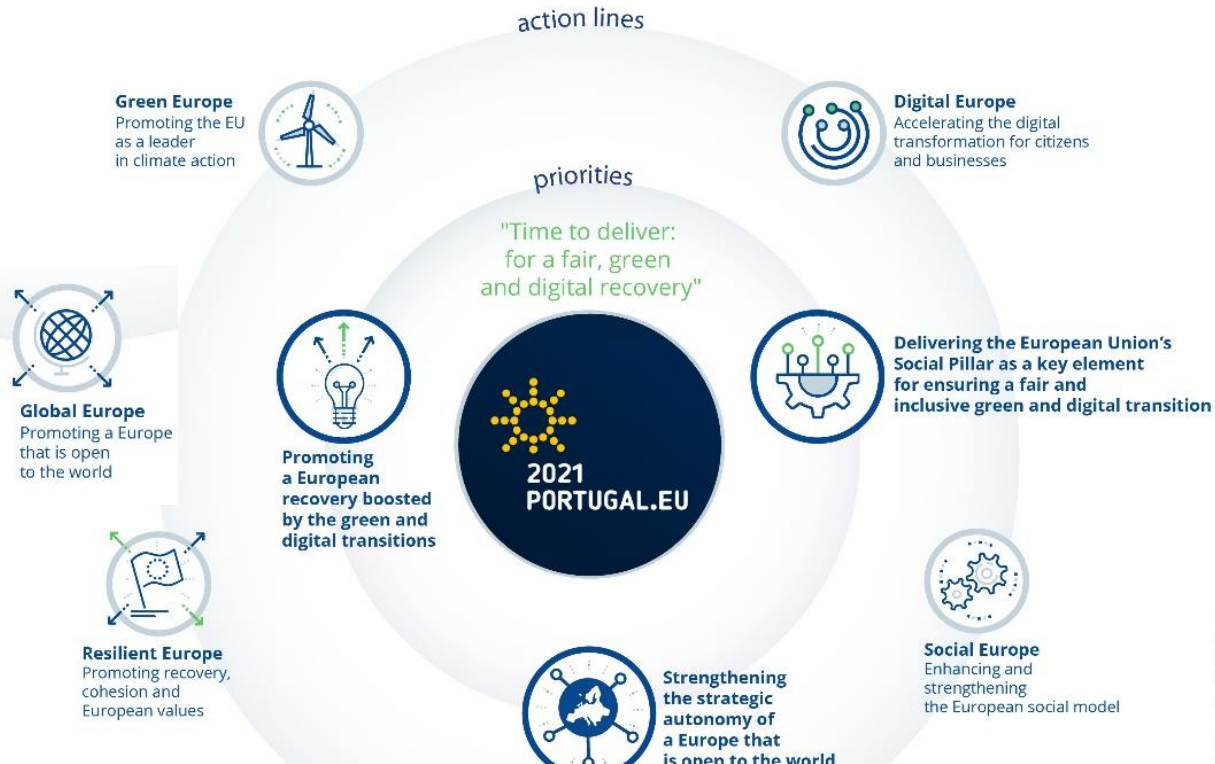 action lines
Green Europe
Promoting the EU
as a leader
in climate action
Digital Europe
Accelerating the digital
transformation for citizens
and businesses
priorities
"Time to deliver:
for a fair, green
and digital recovery"
Global Europe
Promoting a Europe
that is open
to the world
Promoting
a European
recovery boosted
by the green and
digital transitions
2021
PORTUGAL.EU
Delivering the European Union's
Social Pillar as a key element
for ensuring a fair and
inclusive green and digital transition
Resilient Europe
Promoting recovery,
cohesion and
European values
Strengthening
the strategic
autonomy of
a Europe that
is open to the world
Social Europe
Enhancing and
strengthening
the European social model